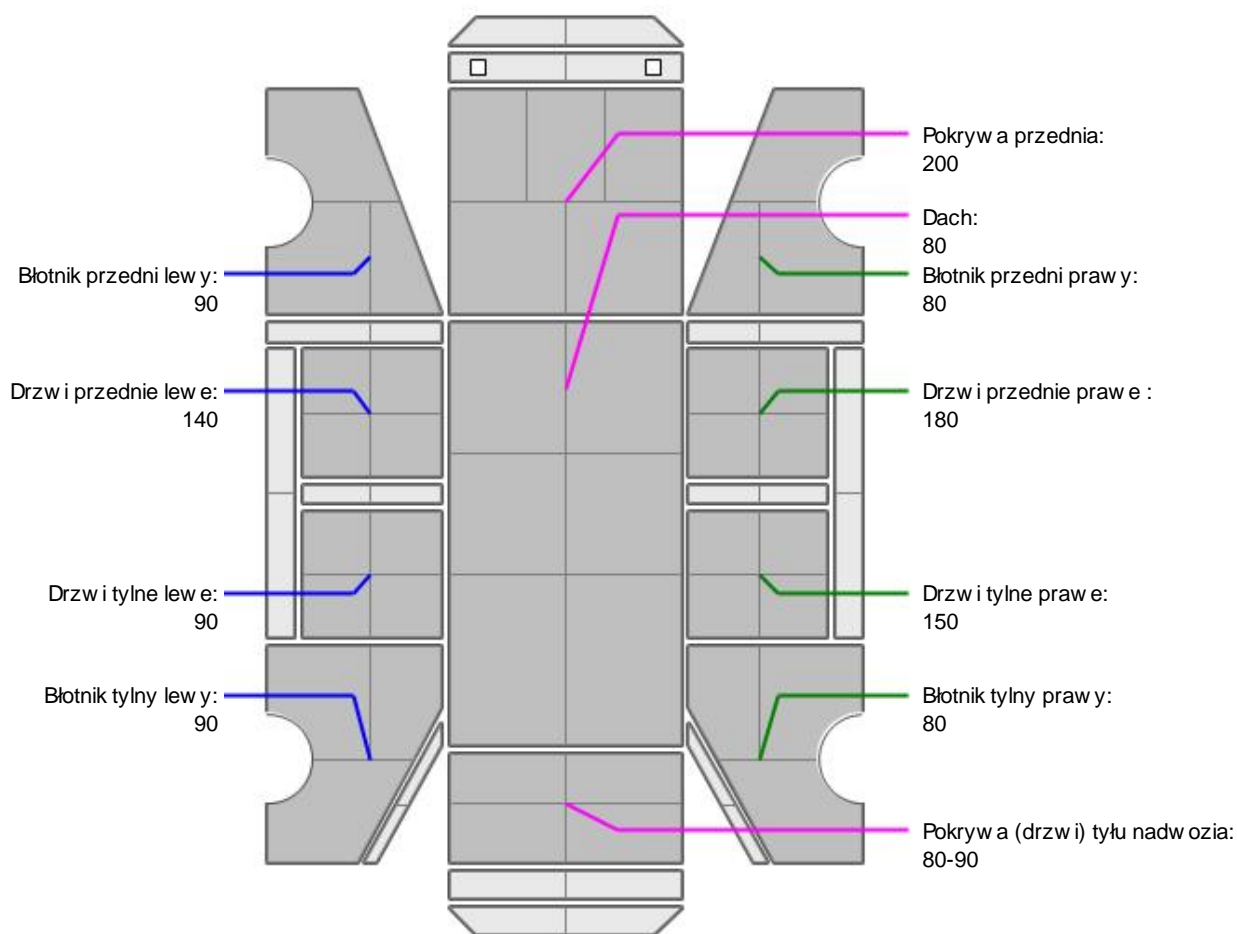 Pokrywa przednia:
200
Dach:
80
Błotnik przedni lewy:
90
Błotnik przedni prawy:
80
Drzwi przednie lewe:
140
Drzwi przednie prawe :
180
Drzwi tylne lewe:
90
Drzwi tylne prawe:
150
Błotnik tylny lewy:
90
Błotnik tylny prawy:
80
Pokrywa (drzwi) tyłu nadwozia:
80-90